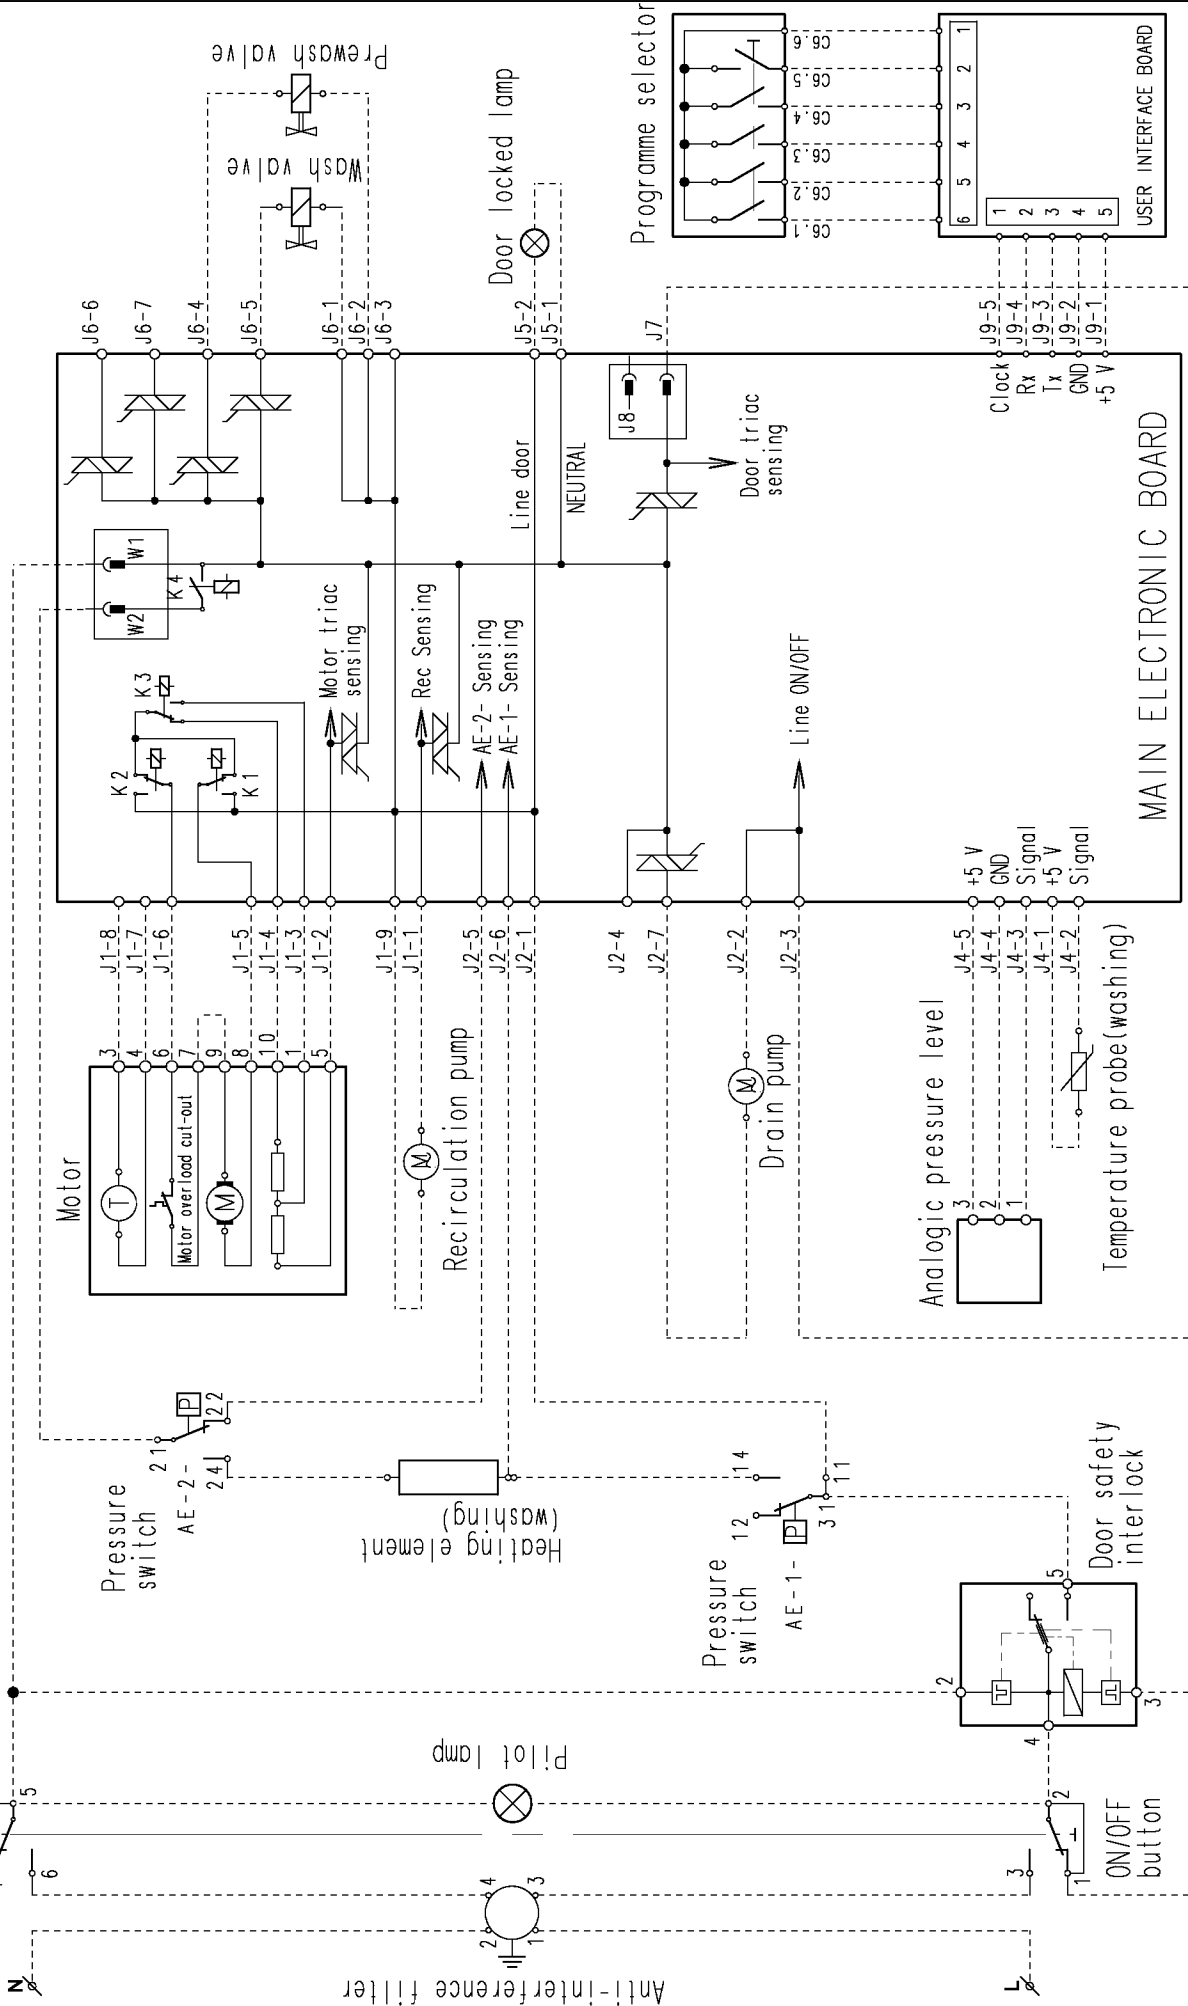 Prewash valve
Wash valve
Door locked lamp
Programme selector
C6.6
C6.5
C6.4
C6.3
C6.2
C6.1
1
2
3
4
5
6
1
2
3
4
5
USER INTERFACE BOARD
J6-6
J6-7
J6-4
J6-5
J6-1
J6-2
J6-3
J5-2
J5-1
J7
J9-5
J9-4
J9-3
J9-2
J9-1
Clock
Rx
Tx
GND
+5 V
J8
Door triac
sensing
Line door
NEUTRAL
W1
W2
K4
K3
K2
K1
Motor triac
sensing
Rec Sensing
AE-2- Sensing
AE-1- Sensing
Line ON/OFF
MAIN ELECTRONIC BOARD
+5 V
GND
Signal
+5 V
Signal
J1-8
J1-7
J1-6
J1-5
J1-4
J1-3
J1-2
J1-9
J1-1
J2-5
J2-6
J2-1
J2-4
J2-7
J2-2
J2-3
J4-5
J4-4
J4-3
J4-1
J4-2
Motor
3
4
6
7
9
8
10
1
5
T
Motor overload cut-out
M
M
Recirculation pump
M
Drain pump
Analogic pressure level
3
2
1
Temperature probe(washing)
Pressure
switch
AE-2-
P
21
22
24
Heating element
(washing)
Pressure
switch
AE-1-
P
14
12
11
31
Door safety
interlock
5
2
4
3
Pilot lamp
5
6
2
3
1
ON/OFF
button
4
3
2
1
Anti-interference filter
N
L